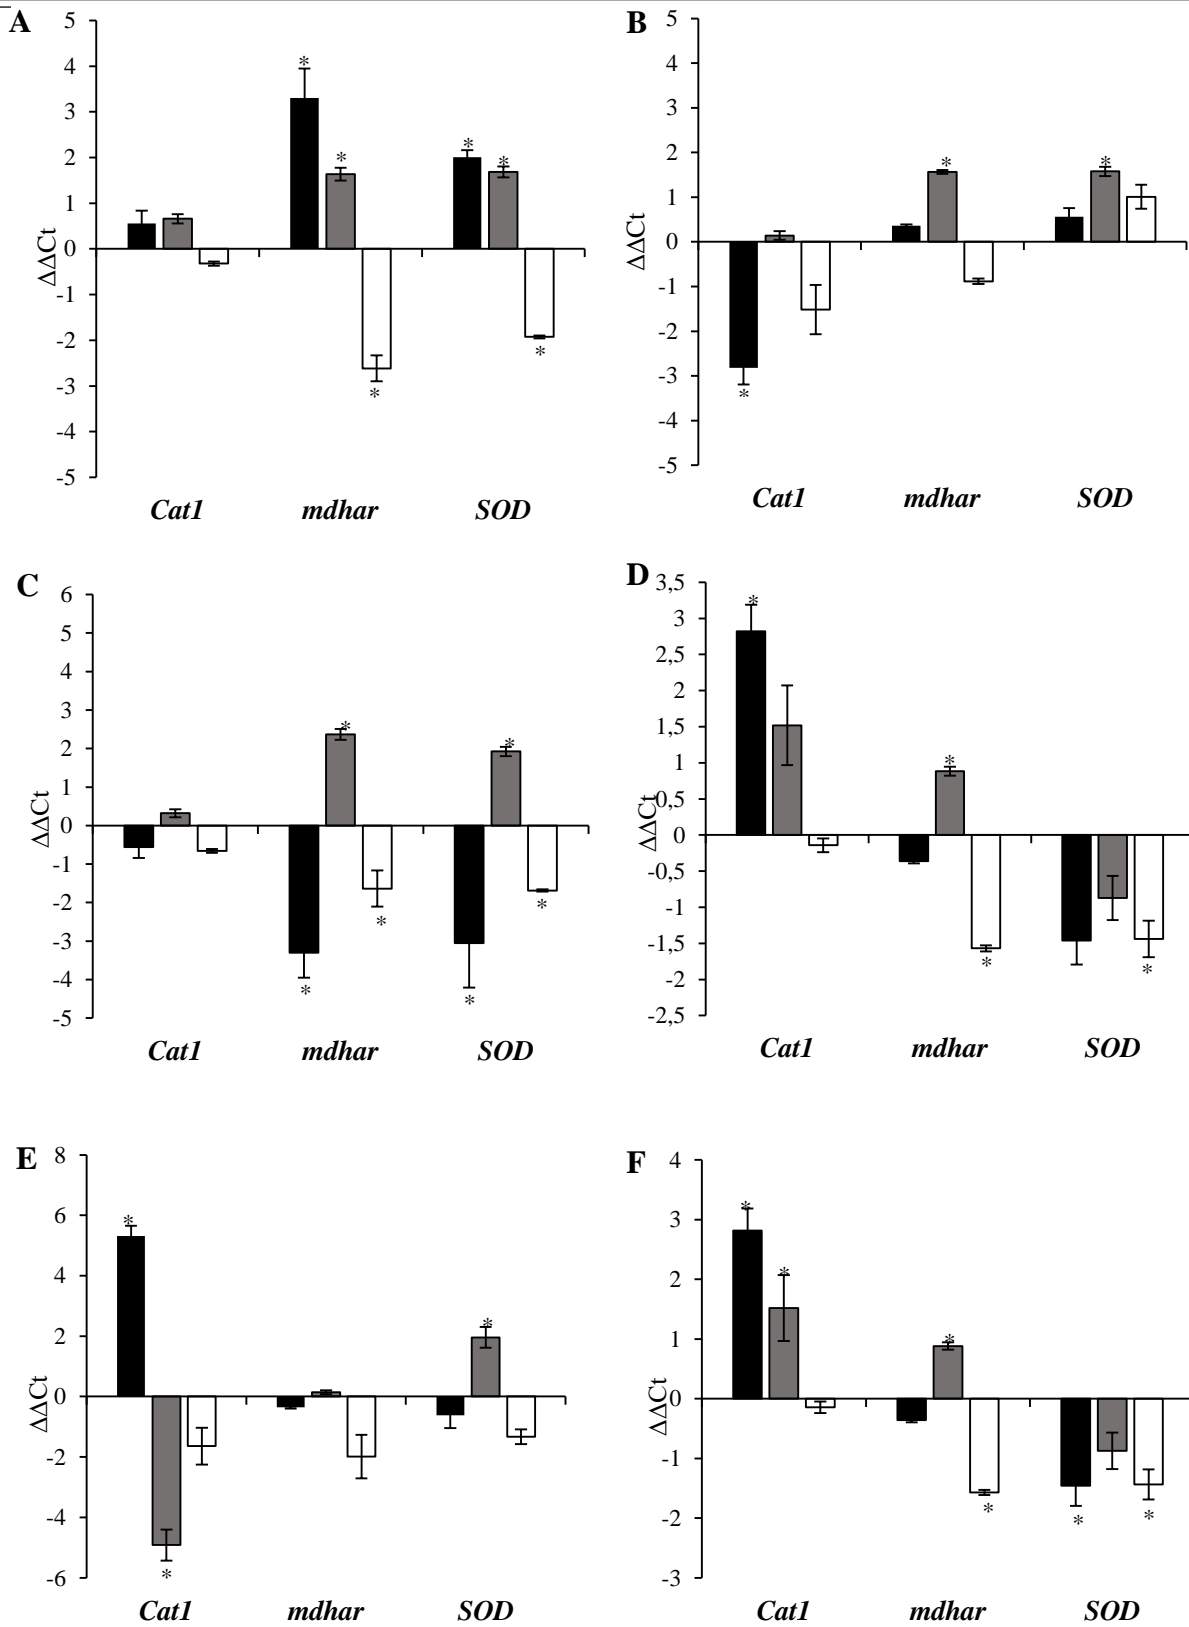 A
5
4
3
2
1
0
-1
-2
-3
-4
-5
ΔΔCt
* * * * * *
Cat1 mdhar SOD
B
5
4
3
2
1
0
-1
-2
-3
-4
-5
ΔΔCt
* * *
Cat1 mdhar SOD
C
6
5
4
3
2
1
0
-1
-2
-3
-4
-5
ΔΔCt
* * * * * *
Cat1 mdhar SOD
D
3,5
3
2,5
2
1,5
1
0,5
0
-0,5
-1
-1,5
-2
-2,5
ΔΔCt
* * * *
Cat1 mdhar SOD
E
8
6
4
2
0
-2
-4
-6
ΔΔCt
* * *
Cat1 mdhar SOD
F
4
3
2
1
0
-1
-2
-3
ΔΔCt
* * * * * *
Cat1 mdhar SOD